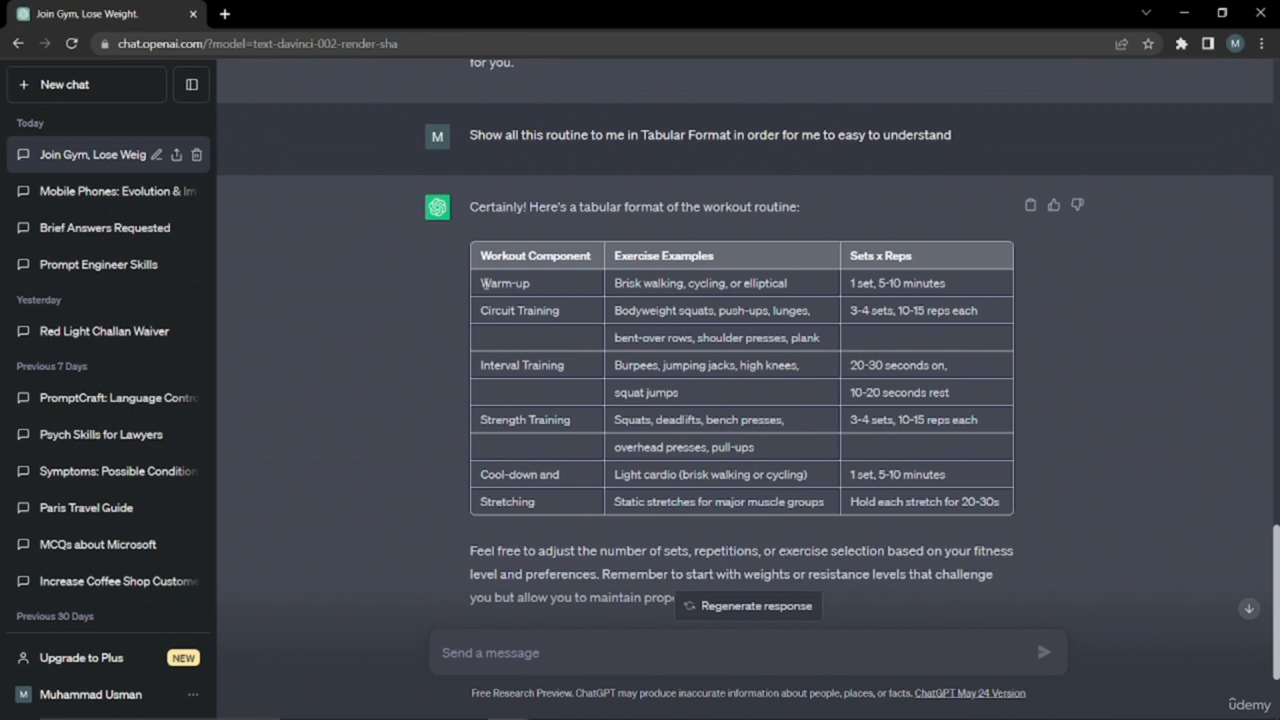 Join Gym, Lose Weight.
chat.openai.com/?model=text-davinci-002-render-sha
M
New chat
Today
Join Gym, Lose Weig
Mobile Phones: Evolution & Im
Brief Answers Requested
Prompt Engineer Skills
Yesterday
Red Light Challan Waiver
Previous 7 Days
PromptCraft: Language Contro
Psych Skills for Lawyers
Symptoms: Possible Condition
Paris Travel Guide
MCQs about Microsoft
Increase Coffee Shop Custome
Previous 30 Days
Upgrade to Plus NEW
M Muhammad Usman
for you.
M Show all this routine to me in Tabular Format in order for me to easy to understand
Certainly! Here's a tabular format of the workout routine:
Workout Component Exercise Examples Sets x Reps
Warm-up Brisk walking, cycling, or elliptical 1 set, 5-10 minutes
Circuit Training Bodyweight squats, push-ups, lunges, 3-4 sets, 10-15 reps each
bent-over rows, shoulder presses, plank
Interval Training Burpees, jumping jacks, high knees, 20-30 seconds on,
squat jumps 10-20 seconds rest
Strength Training Squats, deadlifts, bench presses, 3-4 sets, 10-15 reps each
overhead presses, pull-ups
Cool-down and Light cardio (brisk walking or cycling) 1 set, 5-10 minutes
Stretching Static stretches for major muscle groups Hold each stretch for 20-30s
Feel free to adjust the number of sets, repetitions, or exercise selection based on your fitness
level and preferences. Remember to start with weights or resistance levels that challenge
you but allow you to maintain prope
Regenerate response
Send a message
Free Research Preview. ChatGPT may produce inaccurate information about people, places, or facts. ChatGPT May 24 Version
ûdemy